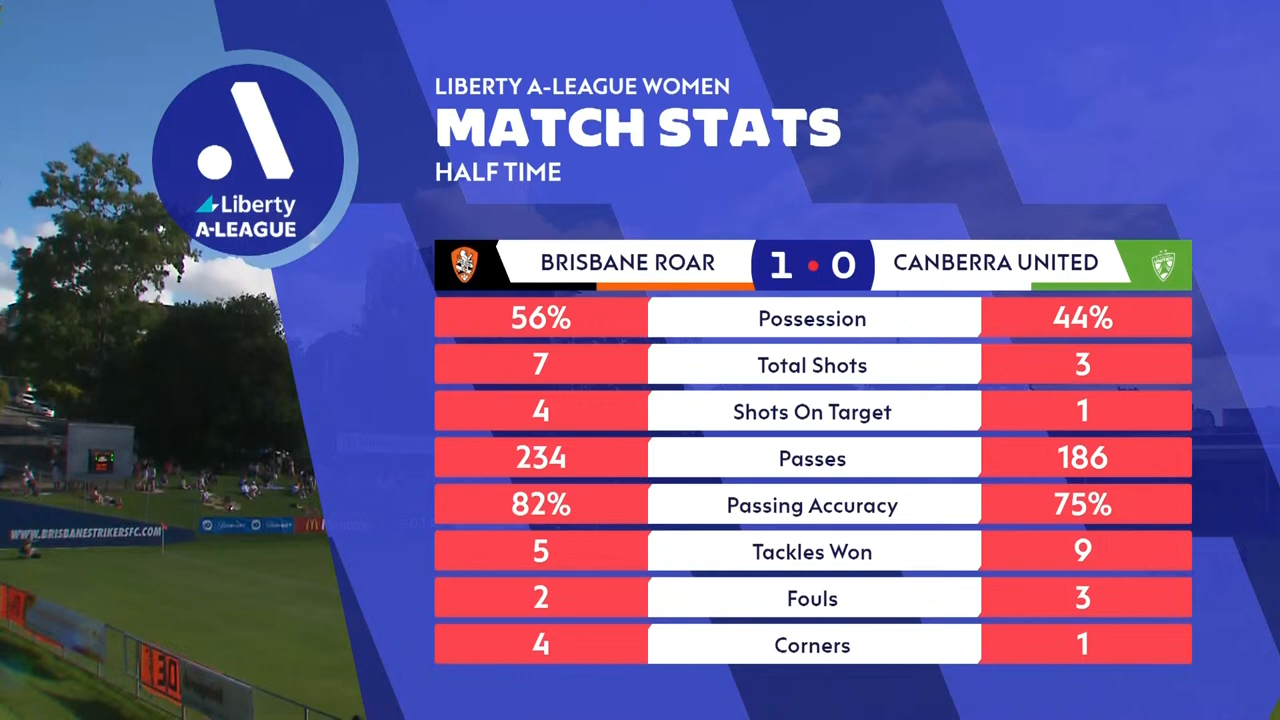 LIBERTY A-LEAGUE WOMEN
MATCH STATS
HALF TIME
Liberty
A-LEAGUE
BRISBANE ROAR 1 • 0 CANBERRA UNITED
56% Possession 44%
7 Total Shots 3
4 Shots On Target 1
234 Passes 186
82% Passing Accuracy 75%
5 Tackles Won 9
2 Fouls 3
4 Corners 1
WWW.BRISBANESTRIKERSFC.COM